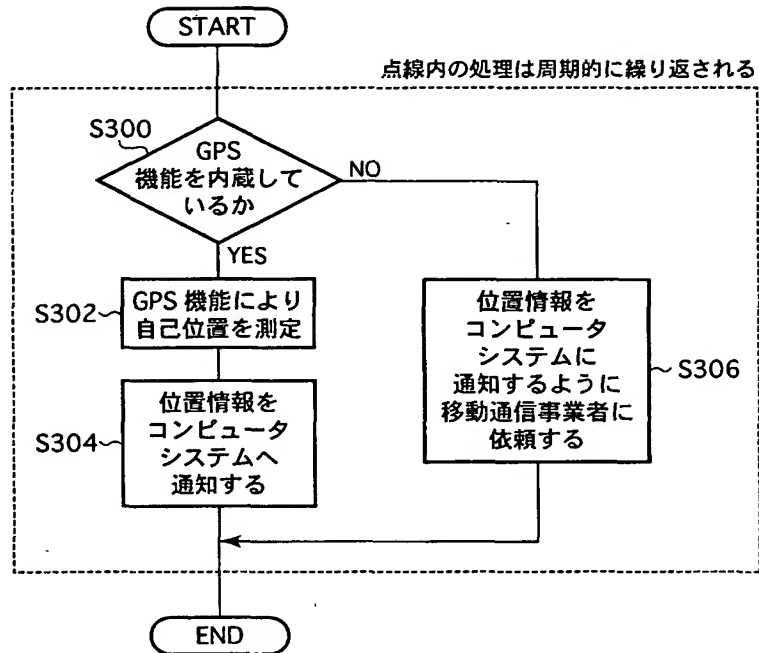 START
点線内の処理は周期的に繰り返される
S300
GPS
機能を内蔵して
いるか
NO
YES
S302
GPS 機能により
自己位置を測定
S304
位置情報を
コンピュータ
システムへ
通知する
位置情報を
コンピュータ
システムに
通知するように
移動通信事業者に
依頼する
S306
END